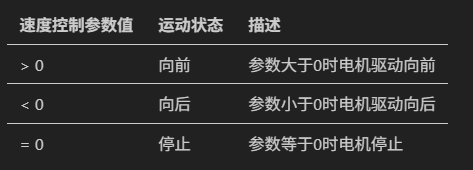 速度控制参数值 运动状态 描述
> 0 向前 参数大于0时电机驱动向前
< 0 向后 参数小于0时电机驱动向后
= 0 停止 参数等于0时电机停止